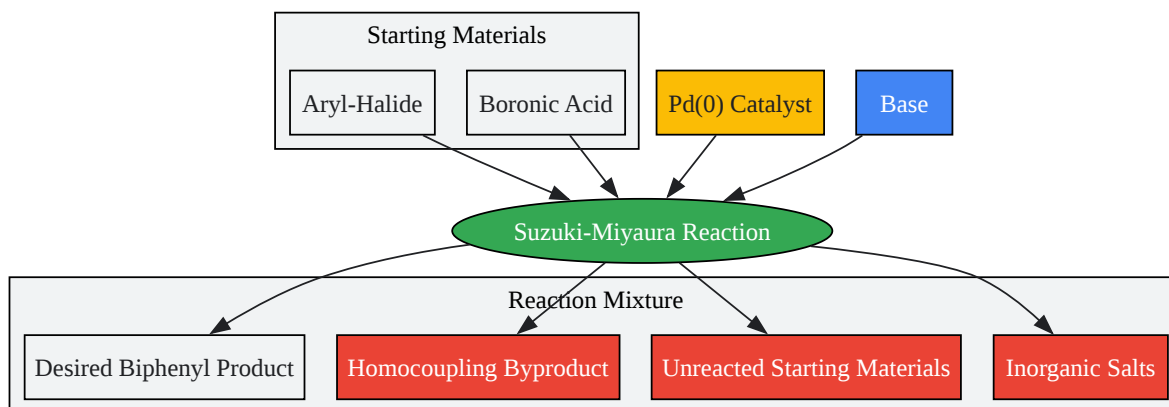 Starting Materials
Aryl-Halide
Boronic Acid
Pd(0) Catalyst
Base
Suzuki-Miyaura Reaction
Reaction Mixture
Desired Biphenyl Product
Homocoupling Byproduct
Unreacted Starting Materials
Inorganic Salts